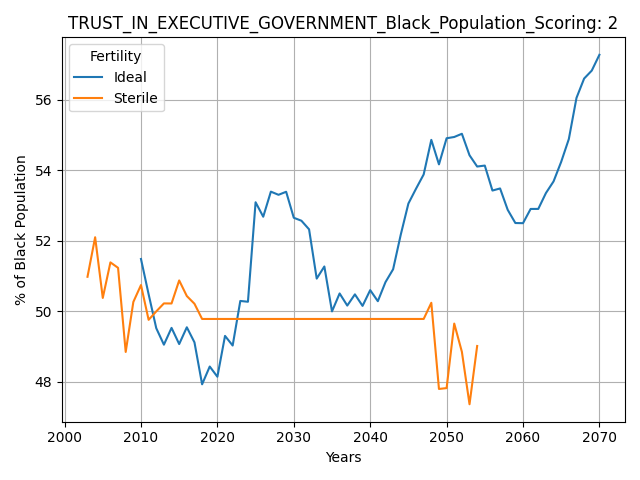 TRUST_IN_EXECUTIVE_GOVERNMENT_Black_Population_Scoring: 2
Fertility
Ideal
Sterile
% of Black Population
56
54
52
50
48
2000 2010 2020 2030 2040 2050 2060 2070
Years